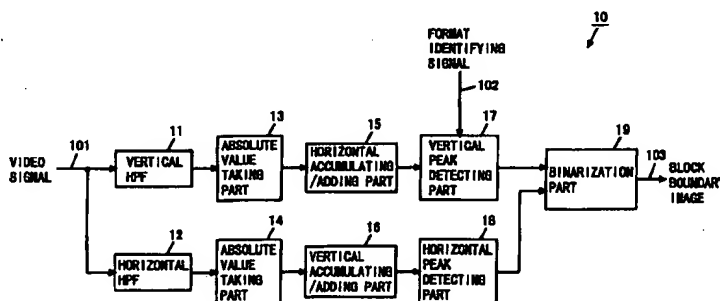 10
FORMAT
IDENTIFYING
SIGNAL
102
101
VIDEO
SIGNAL
11
VERTICAL
HPF
13
ABSOLUTE
VALUE
TAKING
PART
15
HORIZONTAL
ACCUMULATING
/ADDING PART
17
VERTICAL
PEAK
DETECTING
PART
19
BINARIZATION
PART
103
BLOCK
BOUNDARY
IMAGE
12
HORIZONTAL
HPF
14
ABSOLUTE
VALUE
TAKING
PART
16
VERTICAL
ACCUMULATING
/ADDING PART
18
HORIZONTAL
PEAK
DETECTING
PART